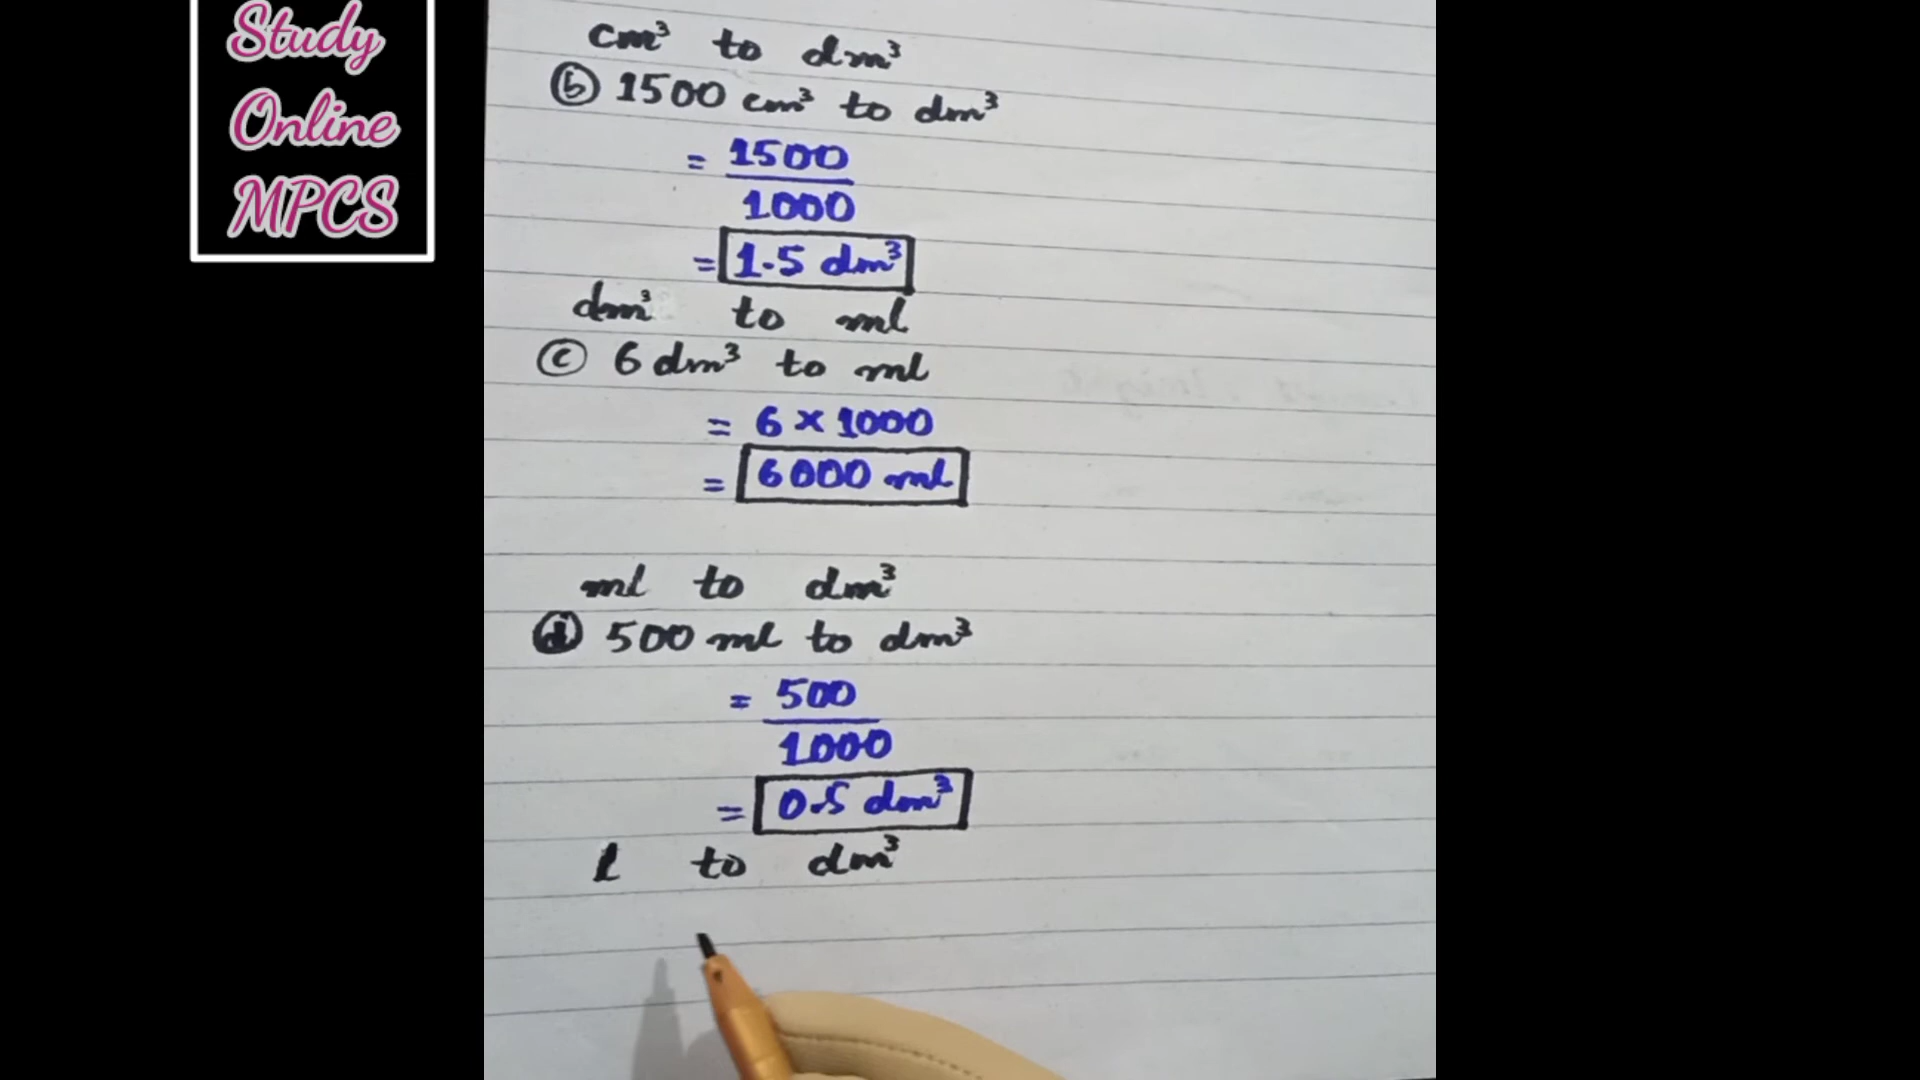 Study
Online
MPCS
cm³ to dm³
(b) 1500 cm³ to dm³
= 1500
1000
= 1.5 dm³
dm³ to ml
(c) 6 dm³ to ml
= 6 × 1000
= 6000 ml
ml to dm³
(d) 500 ml to dm³
= 500
1000
= 0.5 dm³
l to dm³